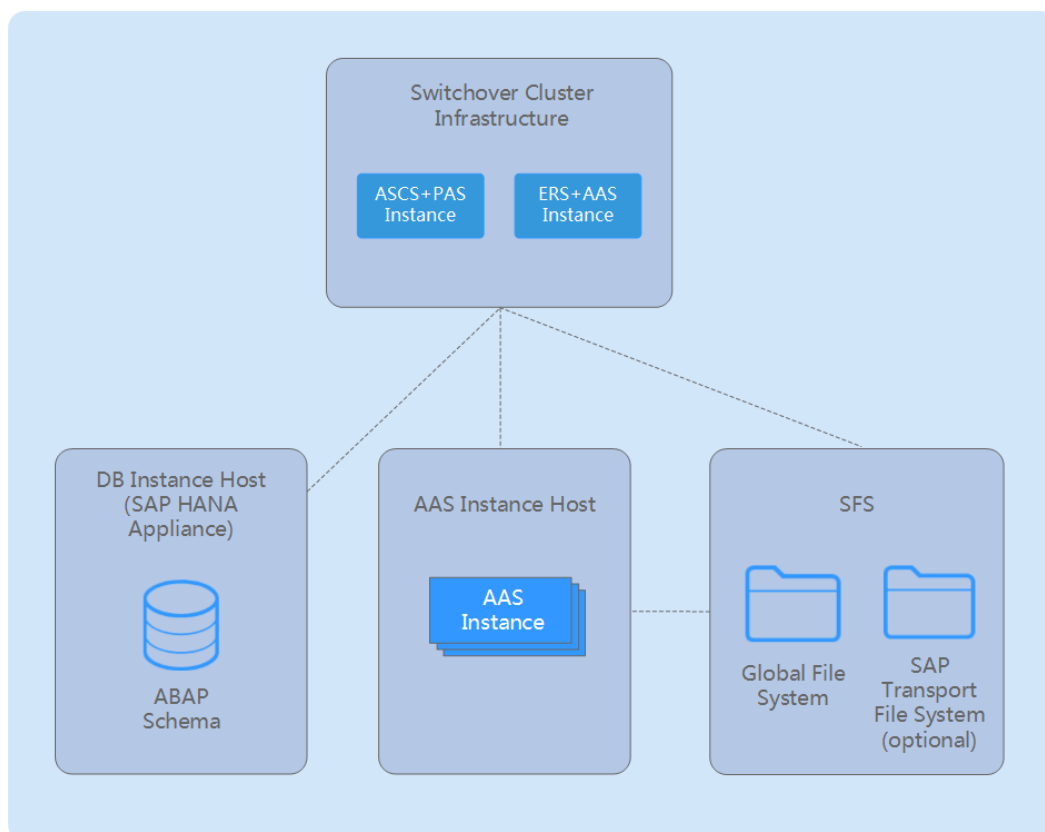 Switchover Cluster
Infrastructure
ASCS+PAS
Instance
ERS+AAS
Instance
DB Instance Host
(SAP HANA
Appliance)
ABAP
Schema
AAS Instance Host
AAS
Instance
SFS
Global File
System
SAP
Transport
File System
(optional)